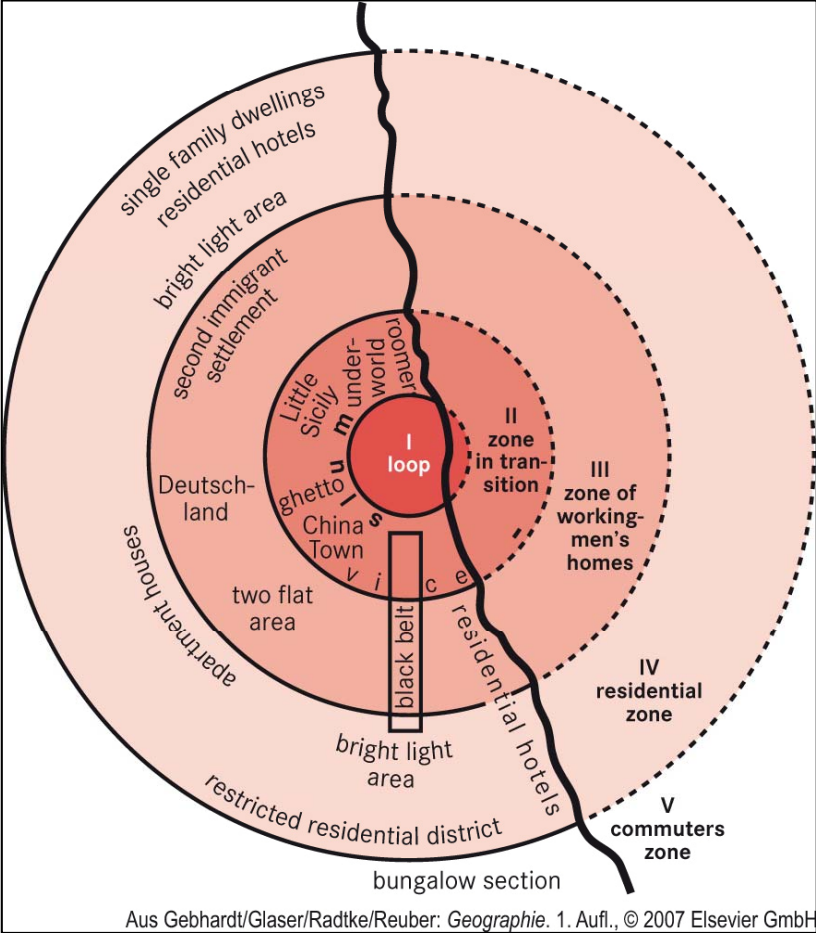 single family dwellings
residential hotels
bright light area
second immigrant
settlement
Deutsch-
land
apartment houses
two flat
area
Little
Sicily
under-
world
roomer
slum
ghetto
China
Town
vice
I
loop
II
zone
in tran-
sition
III
zone of
working-
men's
homes
IV
residential
zone
V
commuters
zone
black belt
residential hotels
bright light
area
restricted residential district
bungalow section
Aus Gebhardt/Glaser/Radtke/Reuber: Geographie. 1. Aufl., © 2007 Elsevier GmbH